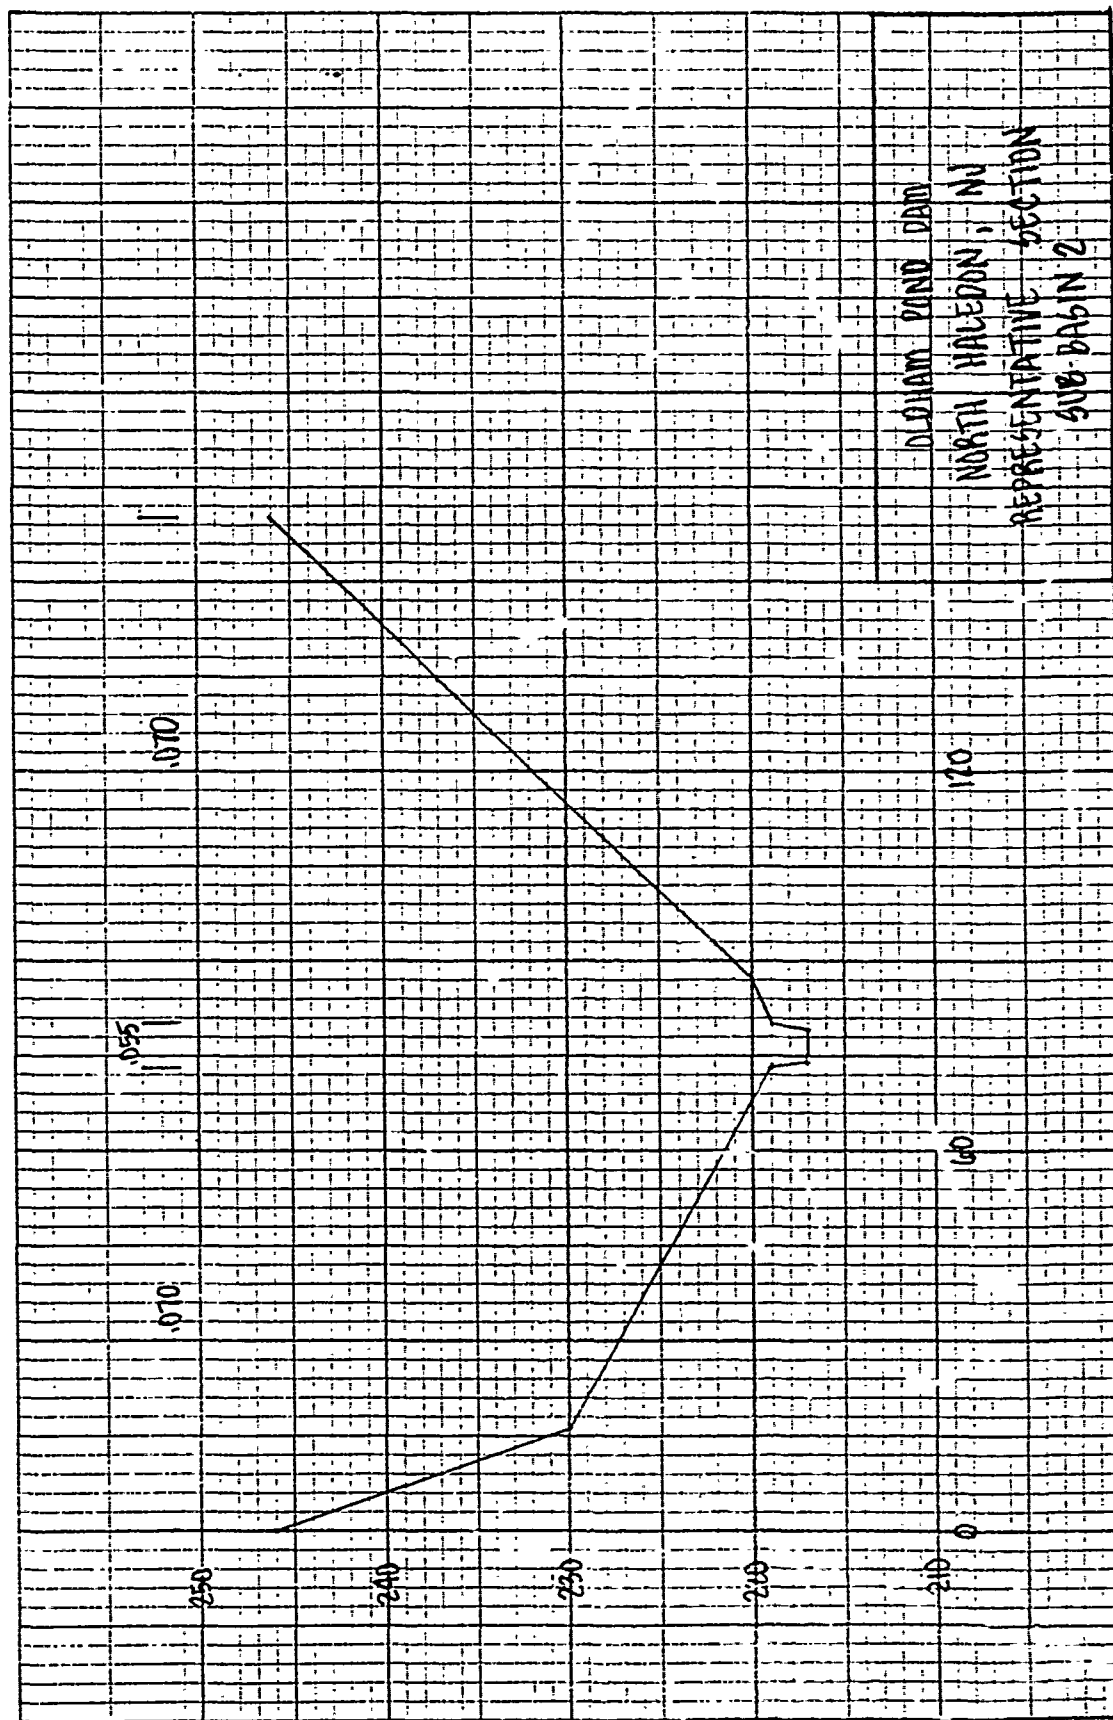 .070
.055
.070
250
240
230
220
210
0
60
120
OLDHAM POND DAM
NORTH HALEDON, NJ
REPRESENTATIVE SECTION
SUB-BASIN 2